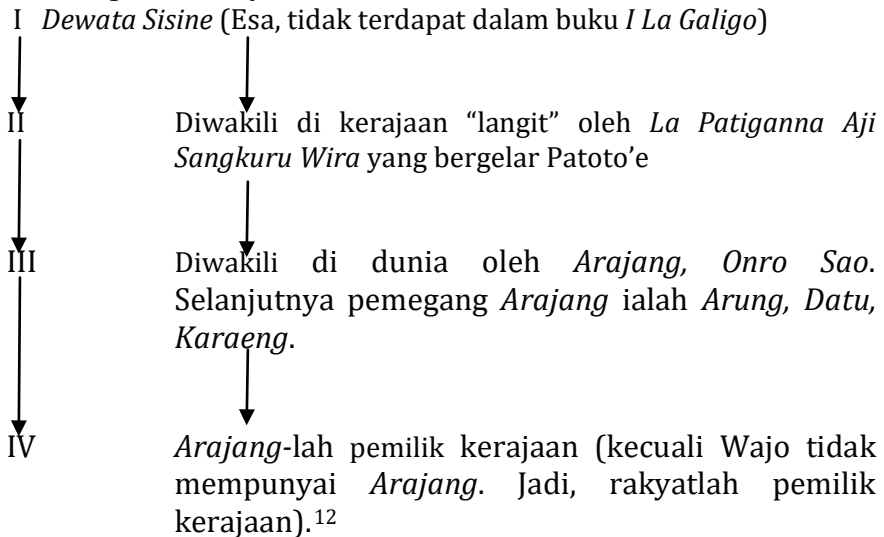 I Dewata Sisine (Esa, tidak terdapat dalam buku I La Galigo)
II Diwakili di kerajaan “langit” oleh La Patiganna Aji
Sangkuru Wira yang bergelar Patoto’e
III Diwakili di dunia oleh Arajang, Onro Sao.
Selanjutnya pemegang Arajang ialah Arung, Datu,
Karaeng.
IV Arajang-lah pemilik kerajaan (kecuali Wajo tidak
mempunyai Arajang. Jadi, rakyatlah pemilik
kerajaan).12